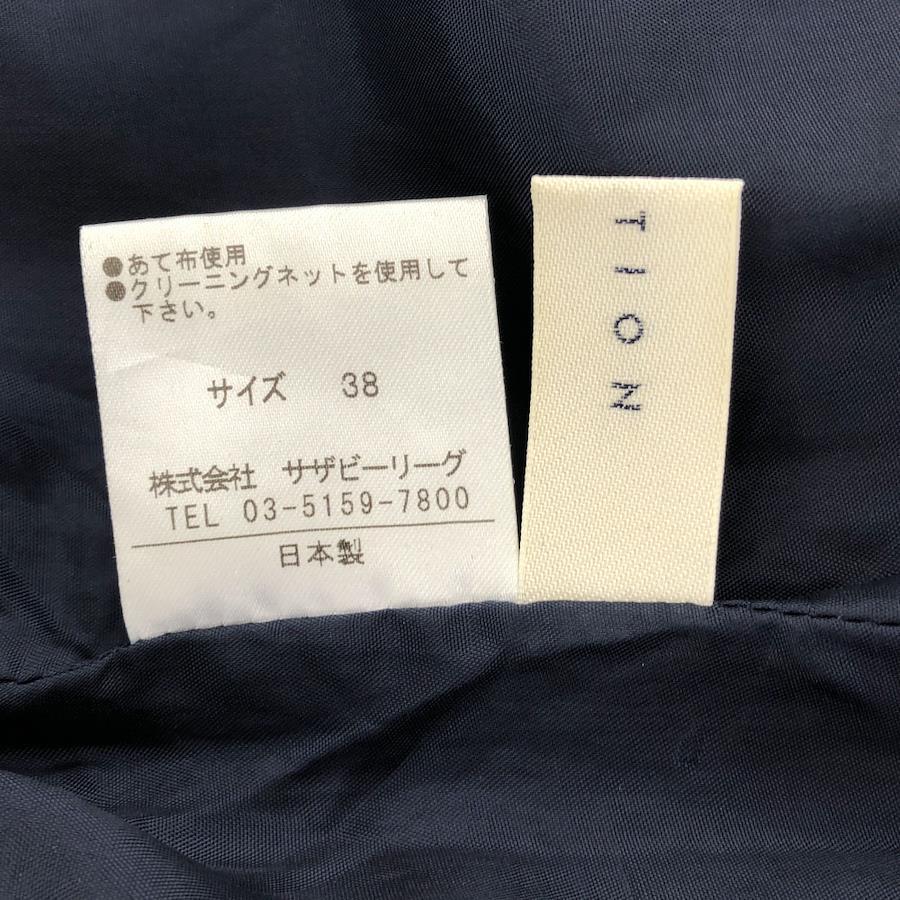 ●あて布使用
●クリーニングネットを使用して
下さい。
サイズ 38
株式会社 サザビーリーグ
TEL 03-5159-7800
日本製
TION